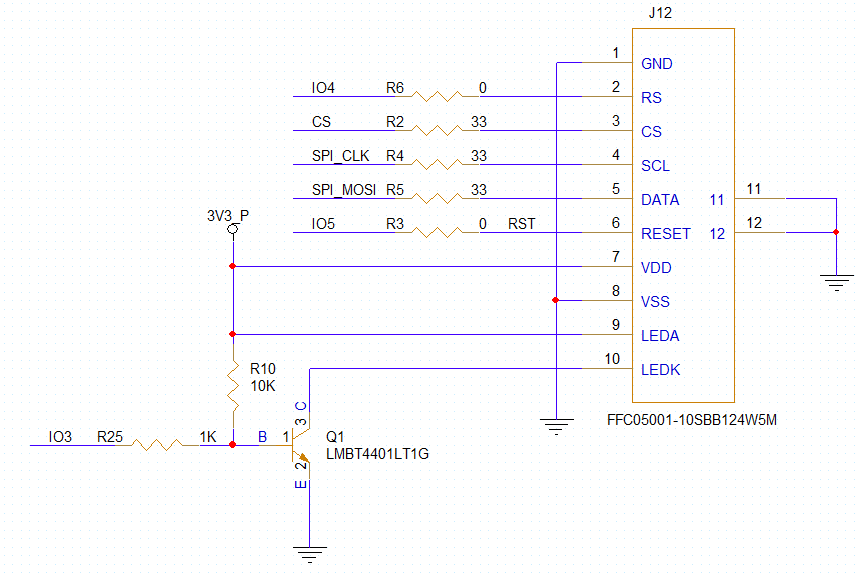 J12
1 GND
IO4 R6 0 2 RS
CS R2 33 3 CS
SPI_CLK R4 33 4 SCL
SPI_MOSI R5 33 5 DATA 11 11
3V3_P IO5 R3 0 RST 6 RESET 12 12
7 VDD
8 VSS
9 LEDA
10 LEDK
R10
10K
FFC05001-10SBB124W5M
C
3
IO3 R25 1K B 1 Q1
LMBT4401LT1G
2
E